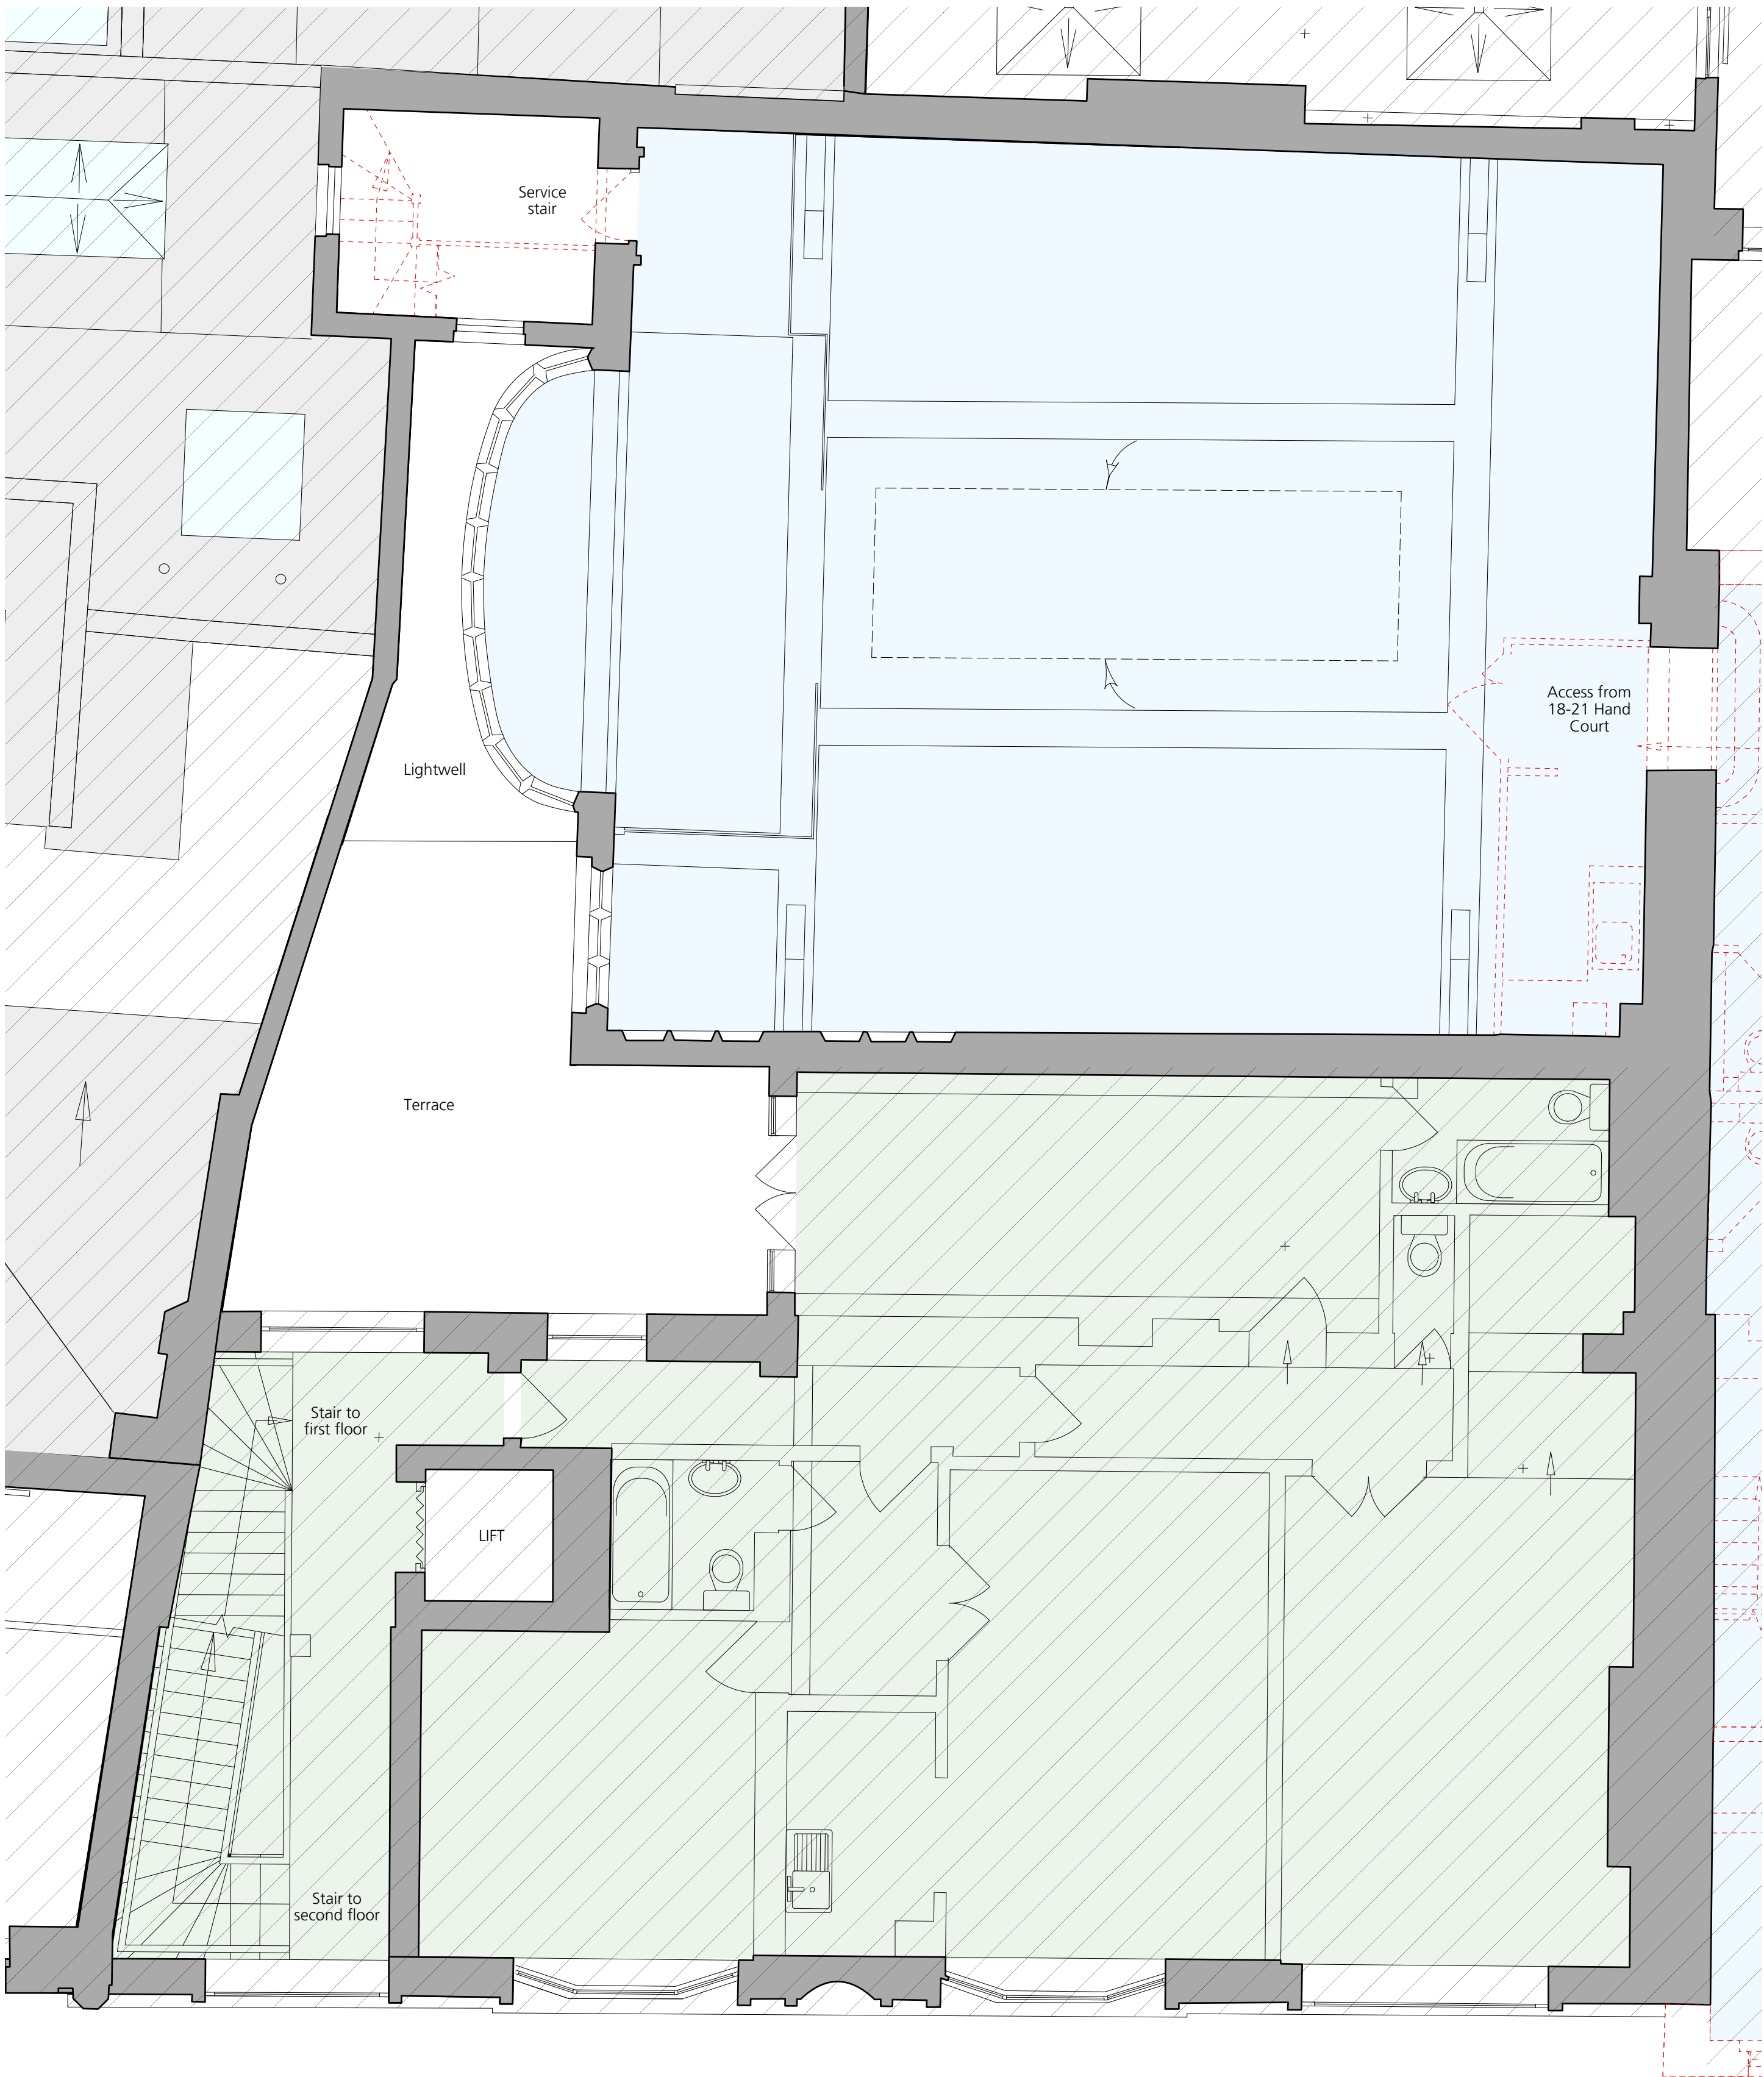 Service
stair
Access from
18-21 Hand
Court
Lightwell
Terrace
Stair to
first floor
LIFT
Stair to
second floor